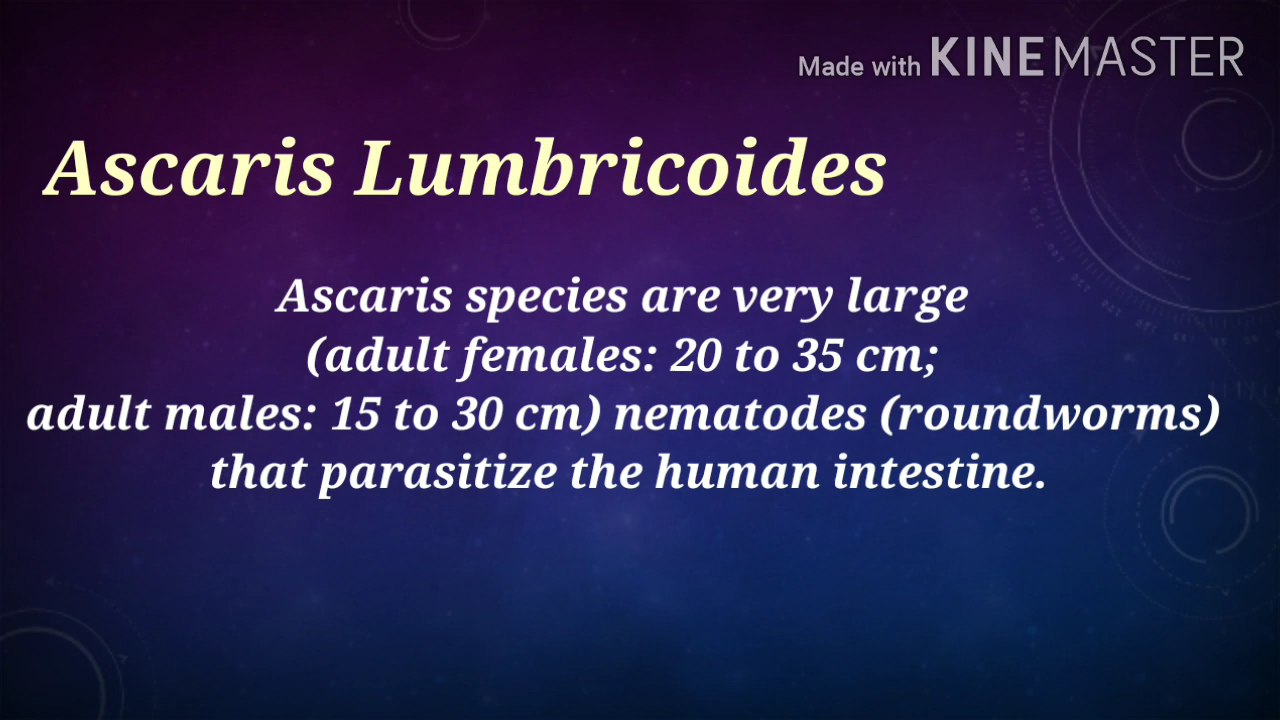 Made with KINEMASTER
Ascaris Lumbricoides
Ascaris species are very large
(adult females: 20 to 35 cm;
adult males: 15 to 30 cm) nematodes (roundworms)
that parasitize the human intestine.